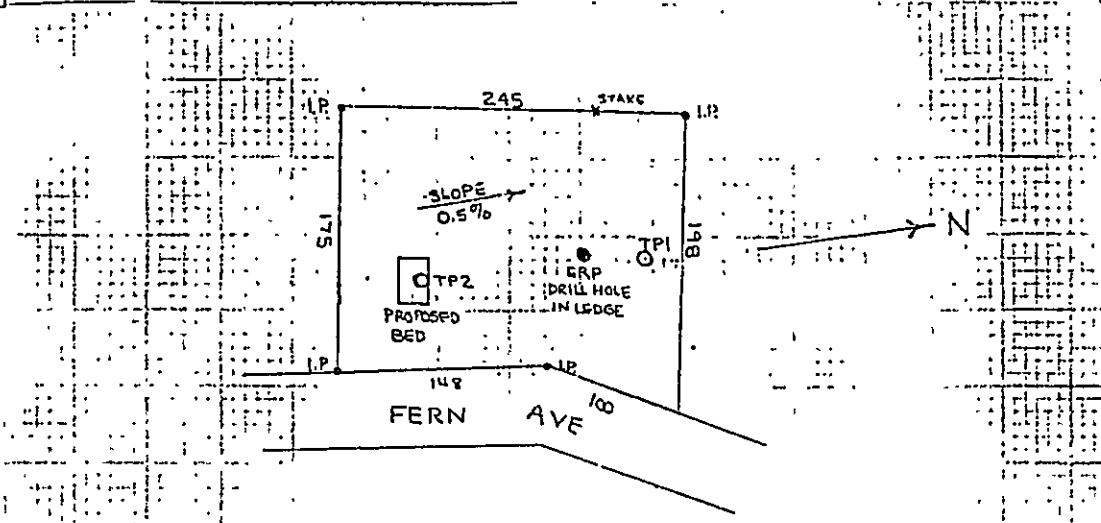 I.P.
245
STAKE
I.P.
SLOPE
0.5%
175
198
N
TP1
ERP
DRILL HOLE
IN LEDGE
TP2
PROPOSED
BED
I.P.
148
I.P.
100
FERN AVE